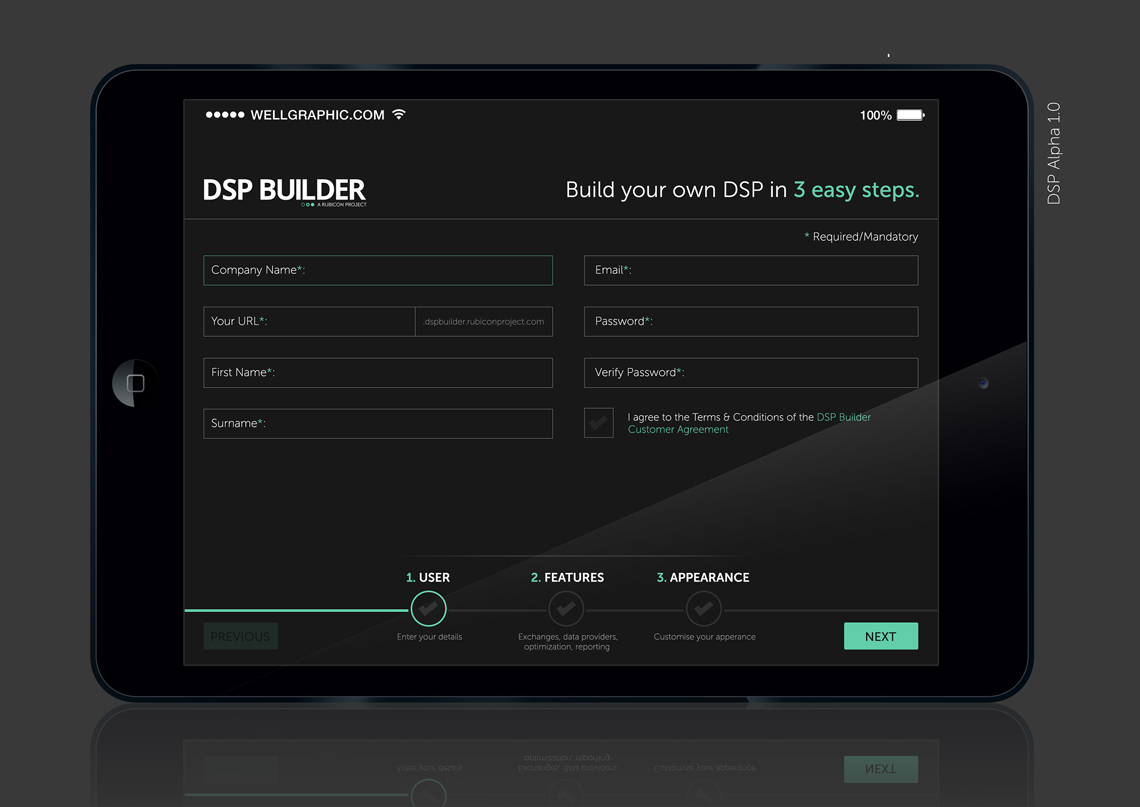 WELLGRAPHIC.COM
100%
DSP Alpha 1.0
DSP BUILDER
A RUBICON PROJECT
Build your own DSP in 3 easy steps.
* Required/Mandatory
Company Name*:
Email*:
Your URL*:
.dspbuilder.rubiconproject.com
Password*:
First Name*:
Verify Password*:
Surname*:
I agree to the Terms & Conditions of the DSP Builder
Customer Agreement
1. USER
2. FEATURES
3. APPEARANCE
PREVIOUS
Enter your details
Exchanges, data providers,
optimization, reporting
Customise your apperance
NEXT